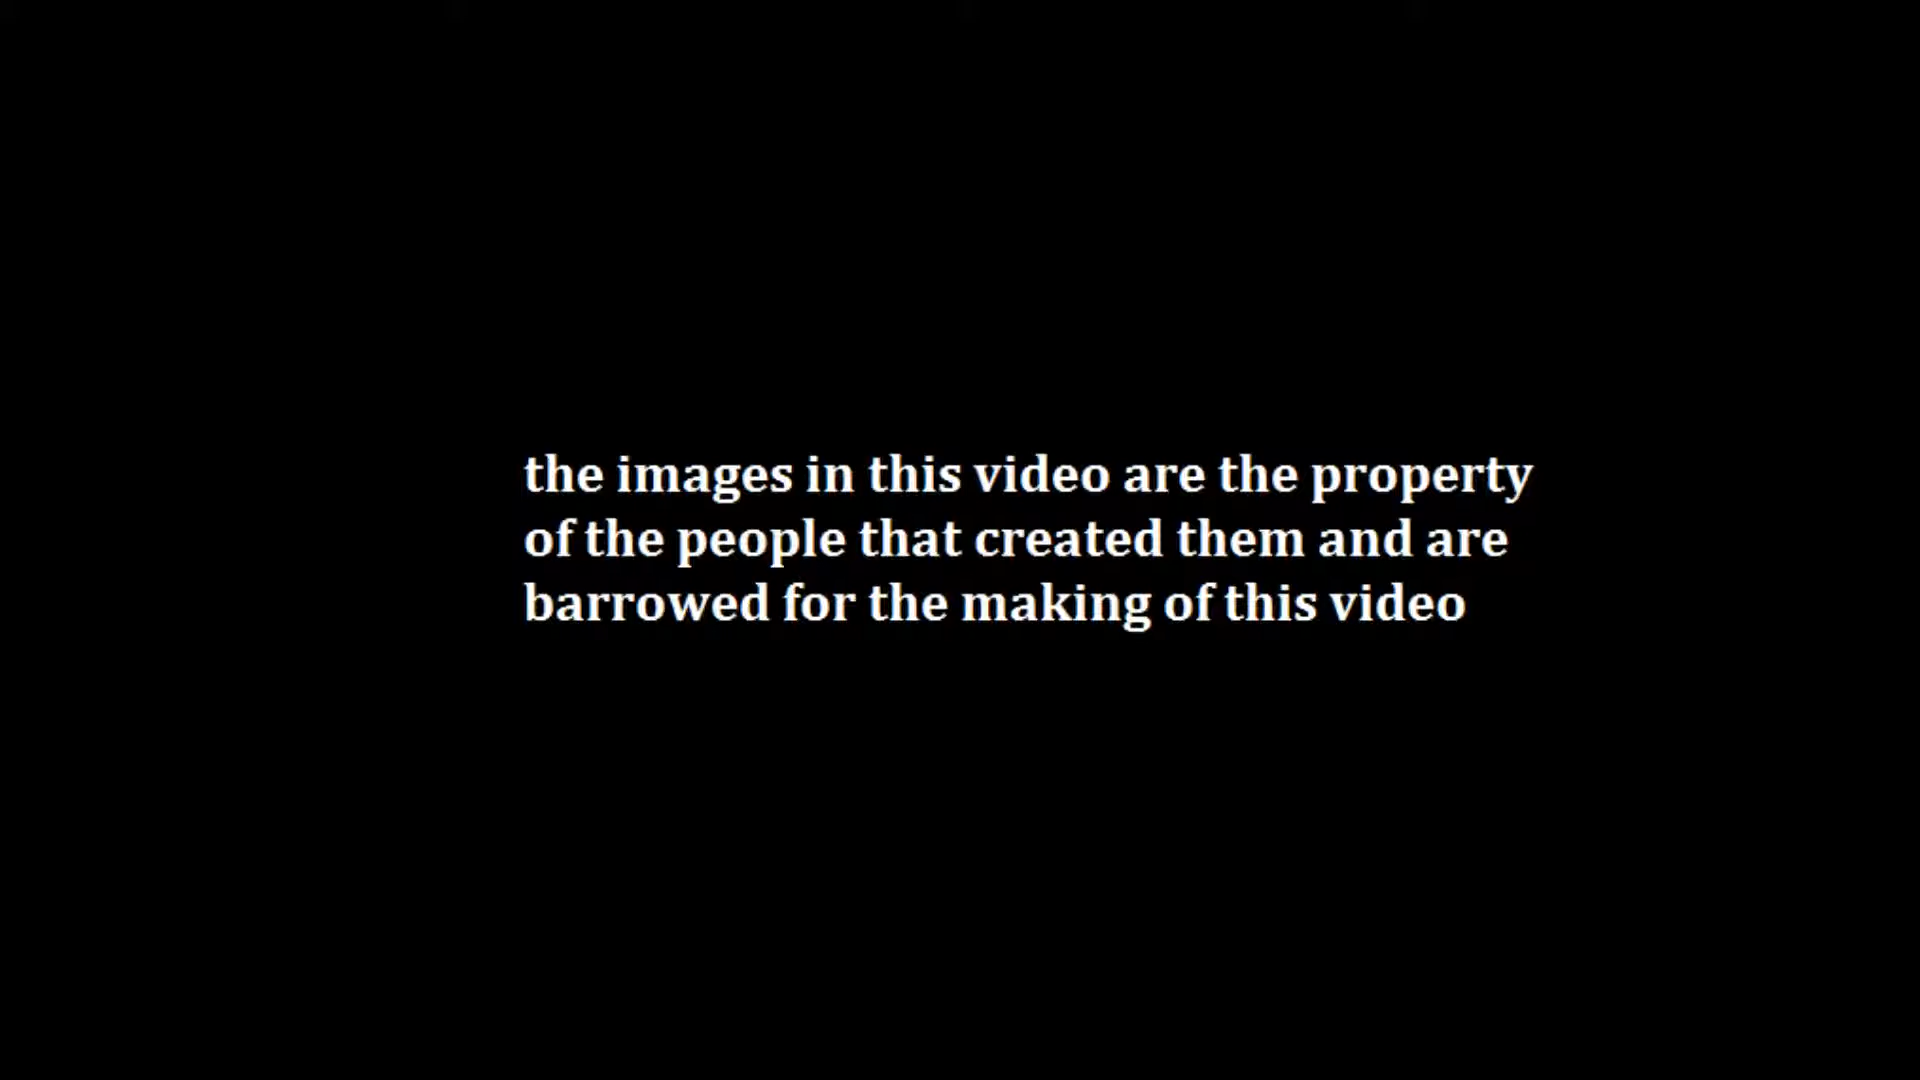 the images in this video are the property
of the people that created them and are
barrowed for the making of this video